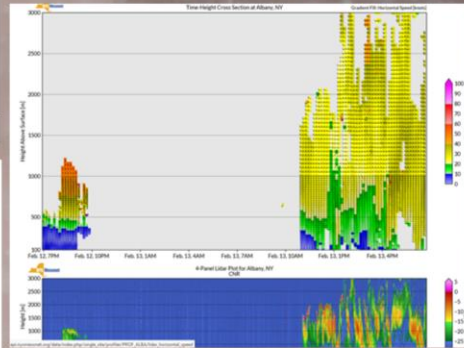 Time-Height Cross Section at Albany, NY
Gradient Fill: Horizontal Speed [knots]
3000
2500
2000
1500
1000
500
100
Height Above Surface [m]
100
90
80
70
60
50
40
30
20
10
0
Feb. 12, 7PM
Feb. 12, 10PM
Feb. 13, 1AM
Feb. 13, 4AM
Feb. 13, 7AM
Feb. 13, 10AM
Feb. 13, 1PM
Feb. 13, 4PM
4-Panel Lidar Plot for Albany, NY
CNR
3000
2500
2000
1500
1000
Height [m]
5
0
-5
-10
-15
-20
-25